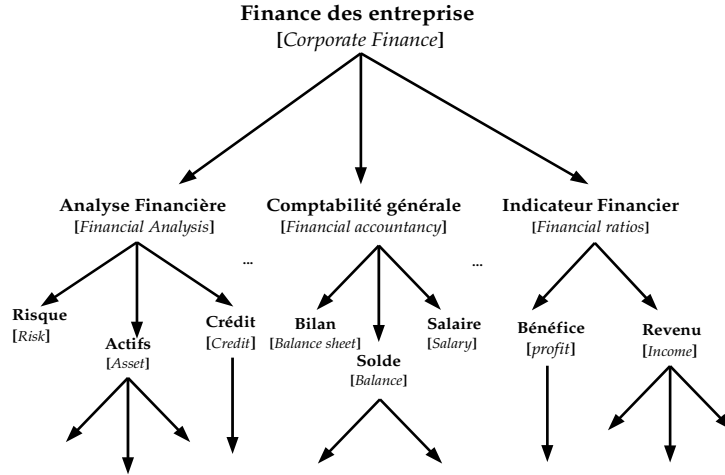 Finance des entreprise
[Corporate Finance]
Analyse Financière
[Financial Analysis]
Comptabilité générale
[Financial accountancy]
Indicateur Financier
[Financial ratios]
...
...
Risque
[Risk]
Actifs
[Asset]
Crédit
[Credit]
Bilan
[Balance sheet]
Solde
[Balance]
Salaire
[Salary]
Bénéfice
[profit]
Revenu
[Income]